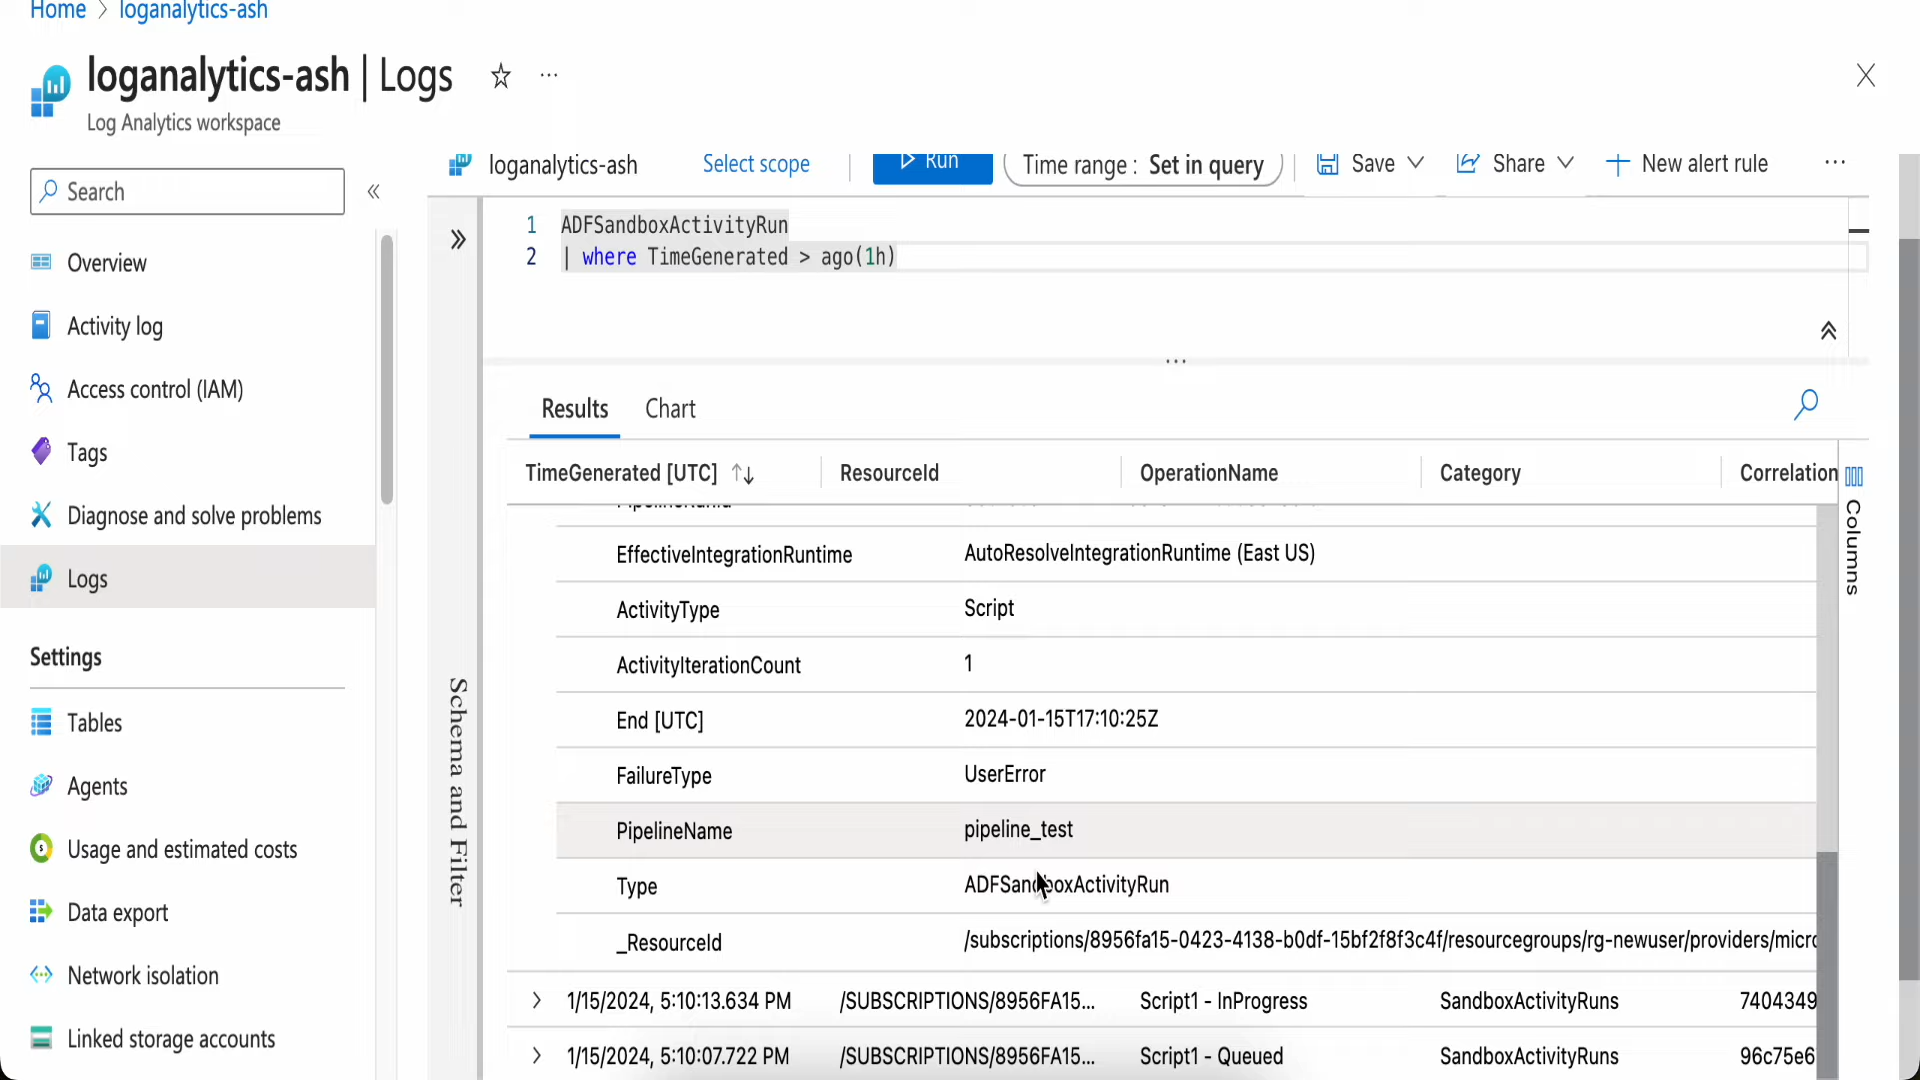 Home > loganalytics-ash
loganalytics-ash | Logs
Log Analytics workspace
Search
Overview
Activity log
Access control (IAM)
Tags
Diagnose and solve problems
Logs
Settings
Tables
Agents
Usage and estimated costs
Data export
Network isolation
Linked storage accounts
loganalytics-ash Select scope Run Time range : Set in query Save Share New alert rule
Schema and Filter
1 ADFSandboxActivityRun
2 | where TimeGenerated > ago(1h)
Results Chart
TimeGenerated [UTC] ResourceId OperationName Category Correlation
Columns
EffectiveIntegrationRuntime AutoResolveIntegrationRuntime (East US)
ActivityType Script
ActivityIterationCount 1
End [UTC] 2024-01-15T17:10:25Z
FailureType UserError
PipelineName pipeline_test
Type ADFSandboxActivityRun
_ResourceId /subscriptions/8956fa15-0423-4138-b0df-15bf2f8f3c4f/resourcegroups/rg-newuser/providers/micro
1/15/2024, 5:10:13.634 PM /SUBSCRIPTIONS/8956FA15... Script1 - InProgress SandboxActivityRuns 7404349
1/15/2024, 5:10:07.722 PM /SUBSCRIPTIONS/8956FA15... Script1 - Queued SandboxActivityRuns 96c75e6